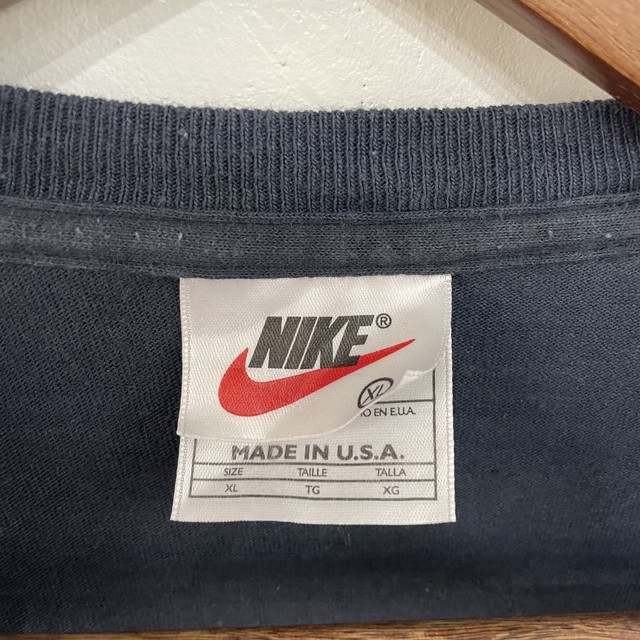 NIKE®
XL
O EN E.U.A.
MADE IN U.S.A.
SIZE TAILLE TALLA
XL TG XG